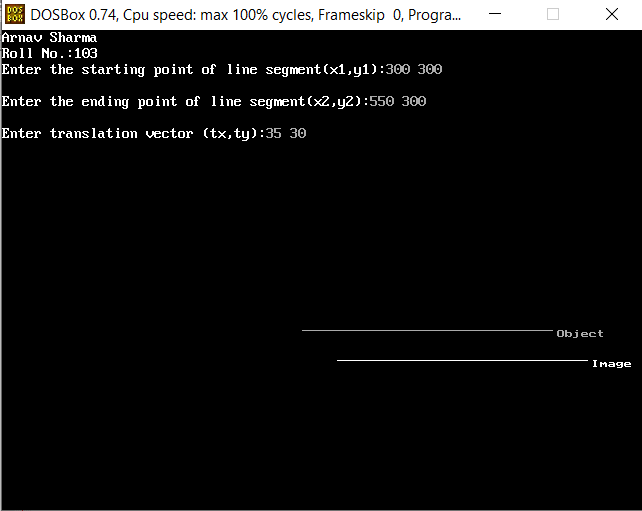 DOSBox 0.74, Cpu speed: max 100% cycles, Frameskip  0, Progra...
Arnav Sharma
Roll No.:103
Enter the starting point of line segment(x1,y1):300 300
Enter the ending point of line segment(x2,y2):550 300
Enter translation vector (tx,ty):35 30
Object
Image